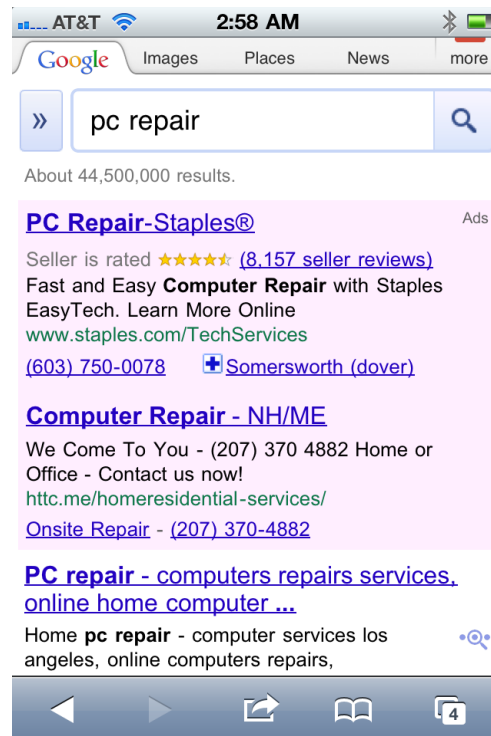 AT&T 2:58 AM
Google Images Places News more
» pc repair
About 44,500,000 results.
PC Repair-Staples® Ads
Seller is rated (8,157 seller reviews)
Fast and Easy Computer Repair with Staples
EasyTech. Learn More Online
www.staples.com/TechServices
(603) 750-0078 Somersworth (dover)
Computer Repair - NH/ME
We Come To You - (207) 370 4882 Home or
Office - Contact us now!
httc.me/homeresidential-services/
Onsite Repair - (207) 370-4882
PC repair - computers repairs services,
online home computer ...
Home pc repair - computer services los
angeles, online computers repairs,
4